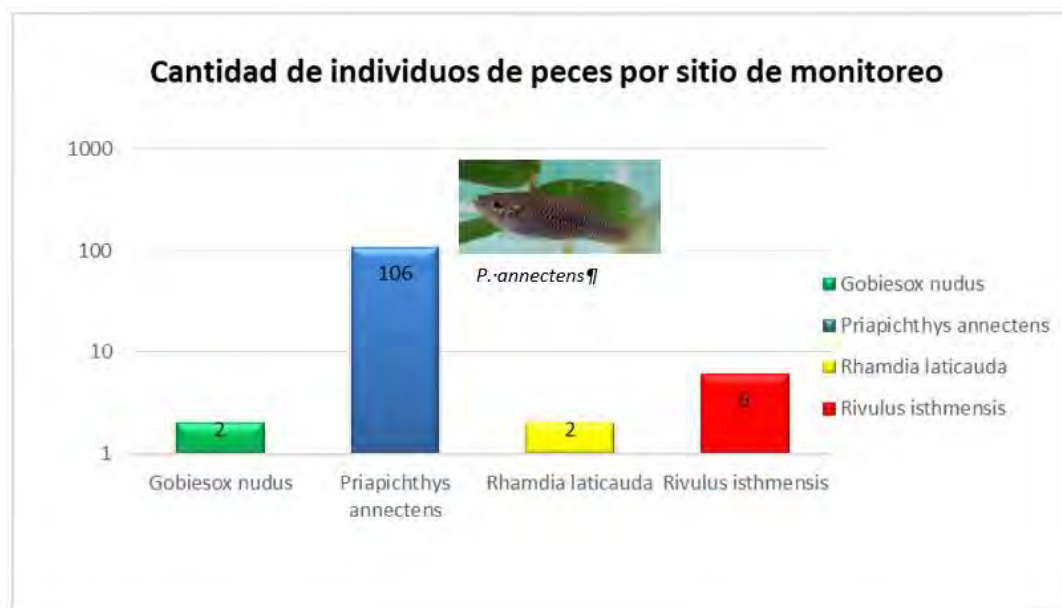 Cantidad de individuos de peces por sitio de monitoreo
1000
100
10
1
106
P.·annectens¶
2
2
6
Gobiesox nudus
Priapichthys annectens
Rhamdia laticauda
Rivulus isthmensis
Gobiesox nudus
Priapichthys
annectens
Rhamdia laticauda
Rivulus isthmensis